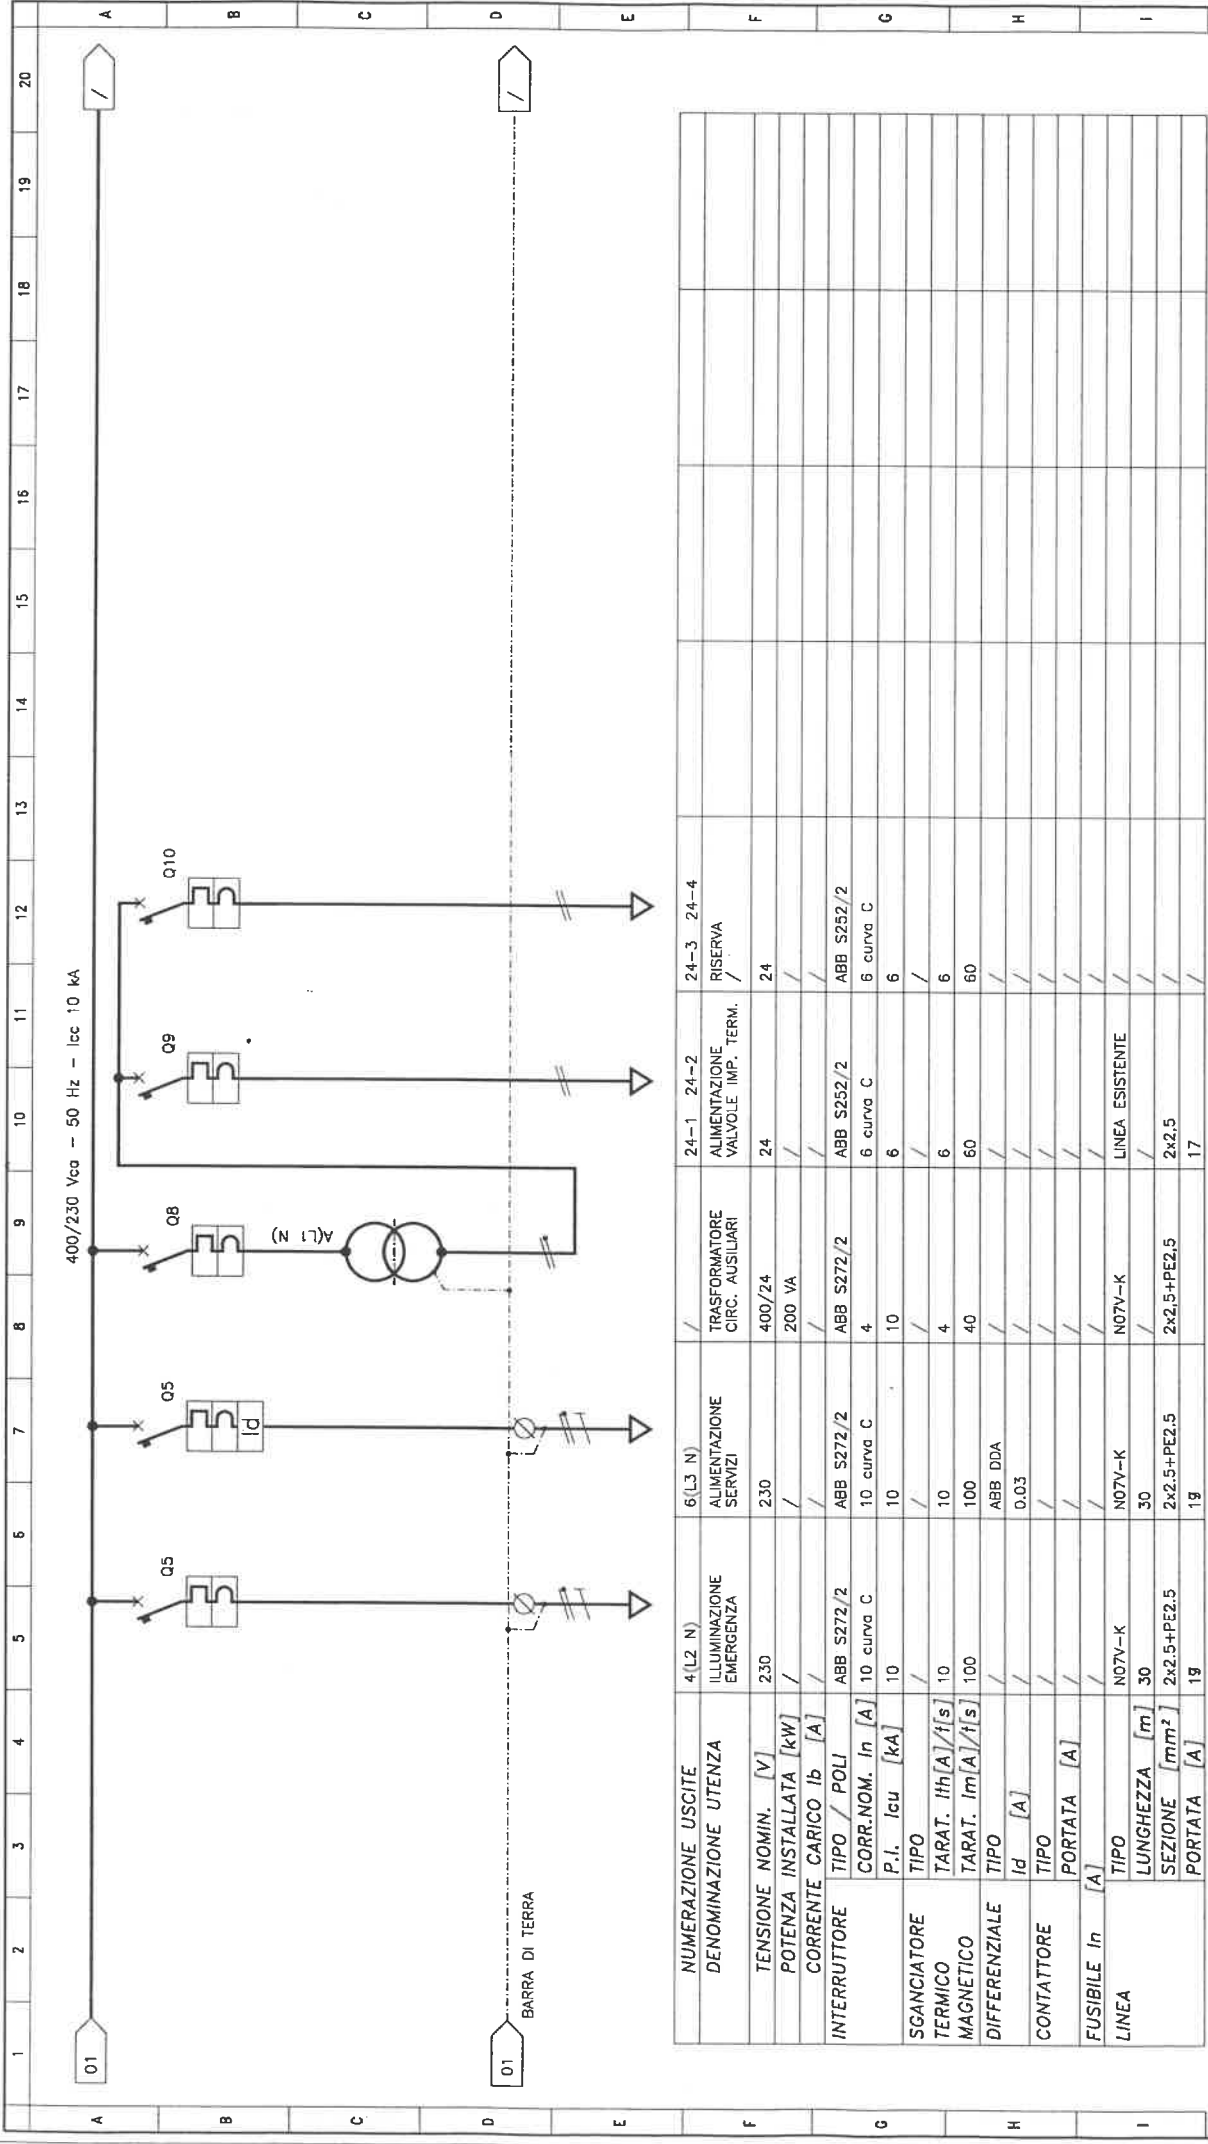 1 2 3 4 5 6 7 8 9 10 11 12 13 14 15 16 17 18 19 20
A A
B B
C C
D D
E E
F F
G G
H H
I I
400/230 Vca - 50 Hz - Icc 10 kA
01 /
Q5 Q5 Q8 Q9 Q10
Id
A(L1 N)
01 /
BARRA DI TERRA
NUMERAZIONE USCITE 4(L2 N) 6(L3 N) / 24-1 24-2 24-3 24-4
DENOMINAZIONE UTENZA ILLUMINAZIONE EMERGENZA ALIMENTAZIONE SERVIZI TRASFORMATORE CIRC. AUSILIARI ALIMENTAZIONE VALVOLE IMP. TERM. RISERVA /
TENSIONE NOMIN. [V] 230 230 400/24 24 24
POTENZA INSTALLATA [kW] / / 200 VA / /
CORRENTE CARICO Ib [A] / / / / /
INTERRUTTORE TIPO / POLI ABB S272/2 ABB S272/2 ABB S272/2 ABB S252/2 ABB S252/2
CORR.NOM. In [A] 10 curva C 10 curva C 4 6 curva C 6 curva C
P.I. Icu [kA] 10 10 10 6 6
SGANCIATORE TIPO / / / / /
TERMICO TARAT. Ith[A]/t[s] 10 10 4 6 6
MAGNETICO TARAT. Im[A]/t[s] 100 100 40 60 60
DIFFERENZIALE TIPO / ABB DDA / / /
Id [A] / 0.03 / / /
CONTATTORE TIPO / / / / /
PORTATA [A] / / / / /
FUSIBILE In [A] / / / / /
LINEA TIPO N07V-K N07V-K N07V-K LINEA ESISTENTE /
LUNGHEZZA [m] 30 30 / / /
SEZIONE [mm²] 2x2.5+PE2.5 2x2.5+PE2.5 2x2,5+PE2,5 2x2,5 /
PORTATA [A] 19 19 17 /